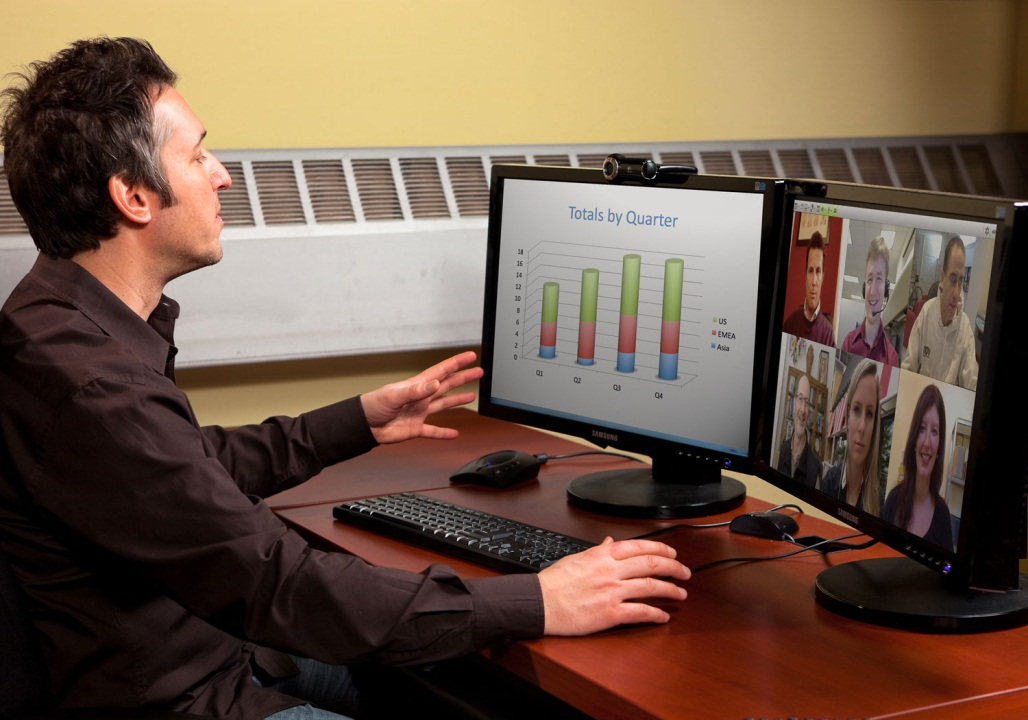 Totals by Quarter
18
16
14
12
10
8
6
4
2
0
Q1
Q2
Q3
Q4
US
EMEA
Asia
SAMSUNG
SAMSUNG